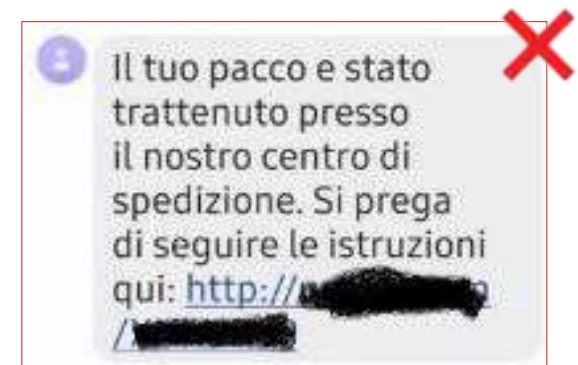 Il tuo pacco e stato
trattenuto presso
il nostro centro di
spedizione. Si prega
di seguire le istruzioni
qui: http://
/